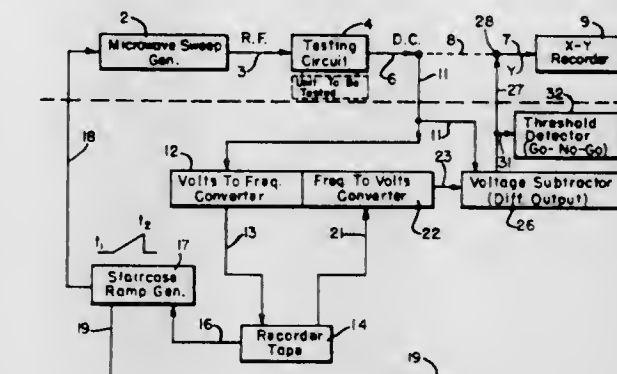 2
4
28
9
Microwave Sweep
Gen.
R.F.
3
Testing
Circuit
D.C.
6
8
7
Y
X-Y
Recorder
Unit To Be
Tested
11
27
32
18
11
Threshold
Detector
(Go-No-Go)
31
12
23
Volts To Freq.
Converter
Freq. To Volts
Converter
Voltage Subtractor
(Diff. Output)
22
26
t₁
t₂
17
13
21
Staircase
Ramp Gen.
19
16
Recorder
Tape
14
19